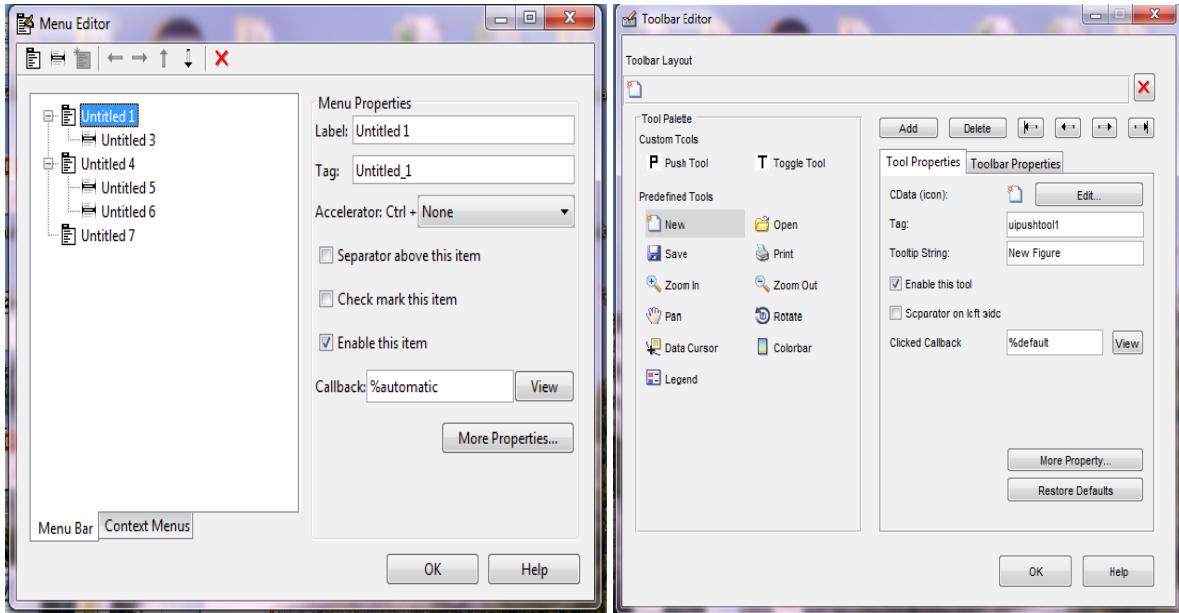 Menu Editor
Untitled 1
Untitled 3
Untitled 4
Untitled 5
Untitled 6
Untitled 7
Menu Bar
Context Menus
Menu Properties
Label: Untitled 1
Tag: Untitled_1
Accelerator: Ctrl + None
Separator above this item
Check mark this item
Enable this item
Callback: %automatic View
More Properties...
OK Help
Toolbar Editor
Toolbar Layout
Tool Palette
Custom Tools
P Push Tool T Toggle Tool
Predefined Tools
New Open
Save Print
Zoom In Zoom Out
Pan Rotate
Data Cursor Colorbar
Legend
Add Delete
Tool Properties Toolbar Properties
CData (icon): Edit...
Tag: uipushtool1
Tooltip String: New Figure
Enable this tool
Separator on left side
Clicked Callback %default View
More Property...
Restore Defaults
OK Help